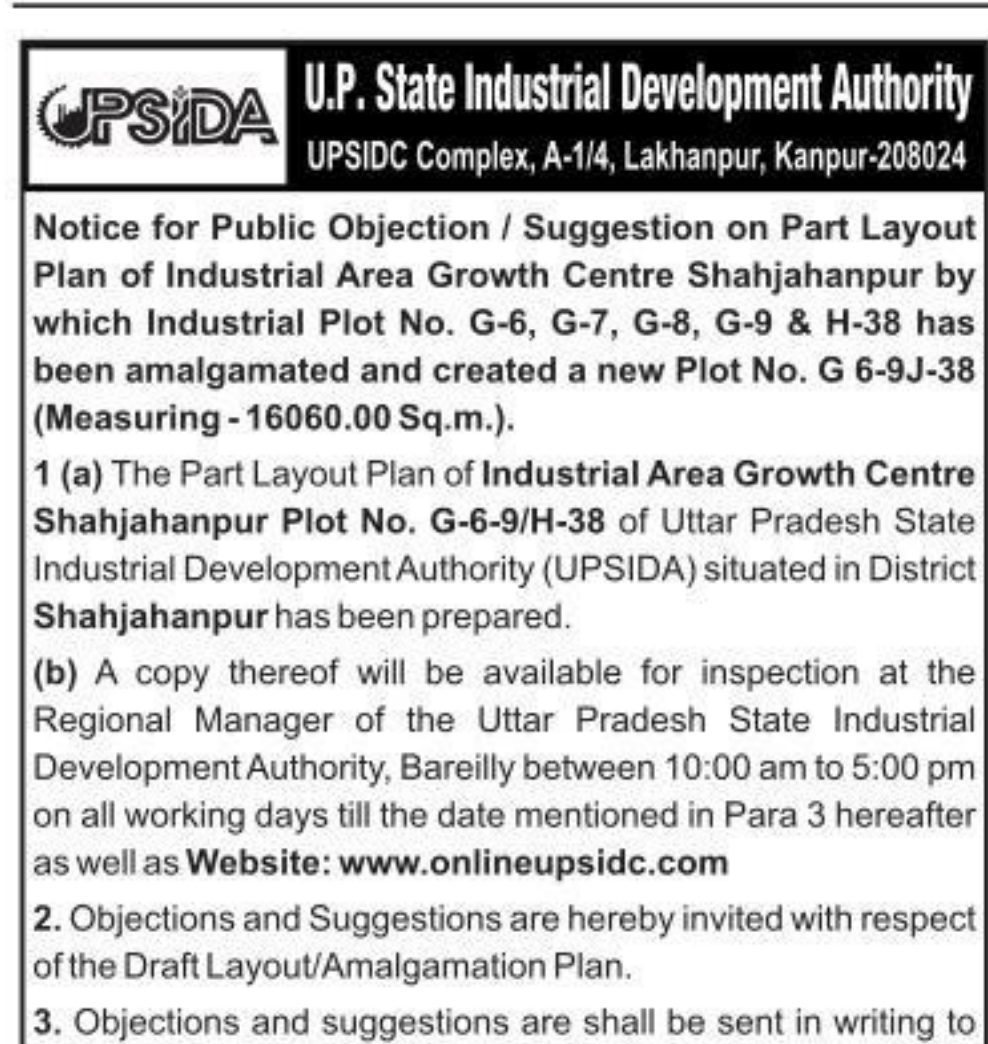 UPSIDA
U.P. State Industrial Development Authority
UPSIDC Complex, A-1/4, Lakhanpur, Kanpur-208024
Notice for Public Objection / Suggestion on Part Layout
Plan of Industrial Area Growth Centre Shahjahanpur by
which Industrial Plot No. G-6, G-7, G-8, G-9 & H-38 has
been amalgamated and created a new Plot No. G 6-9J-38
(Measuring - 16060.00 Sq.m.).
1 (a) The Part Layout Plan of Industrial Area Growth Centre
Shahjahanpur Plot No. G-6-9/H-38 of Uttar Pradesh State
Industrial Development Authority (UPSIDA) situated in District
Shahjahanpur has been prepared.
(b) A copy thereof will be available for inspection at the
Regional Manager of the Uttar Pradesh State Industrial
Development Authority, Bareilly between 10:00 am to 5:00 pm
on all working days till the date mentioned in Para 3 hereafter
as well as Website: www.onlineupsidc.com
2. Objections and Suggestions are hereby invited with respect
of the Draft Layout/Amalgamation Plan.
3. Objections and suggestions are shall be sent in writing to